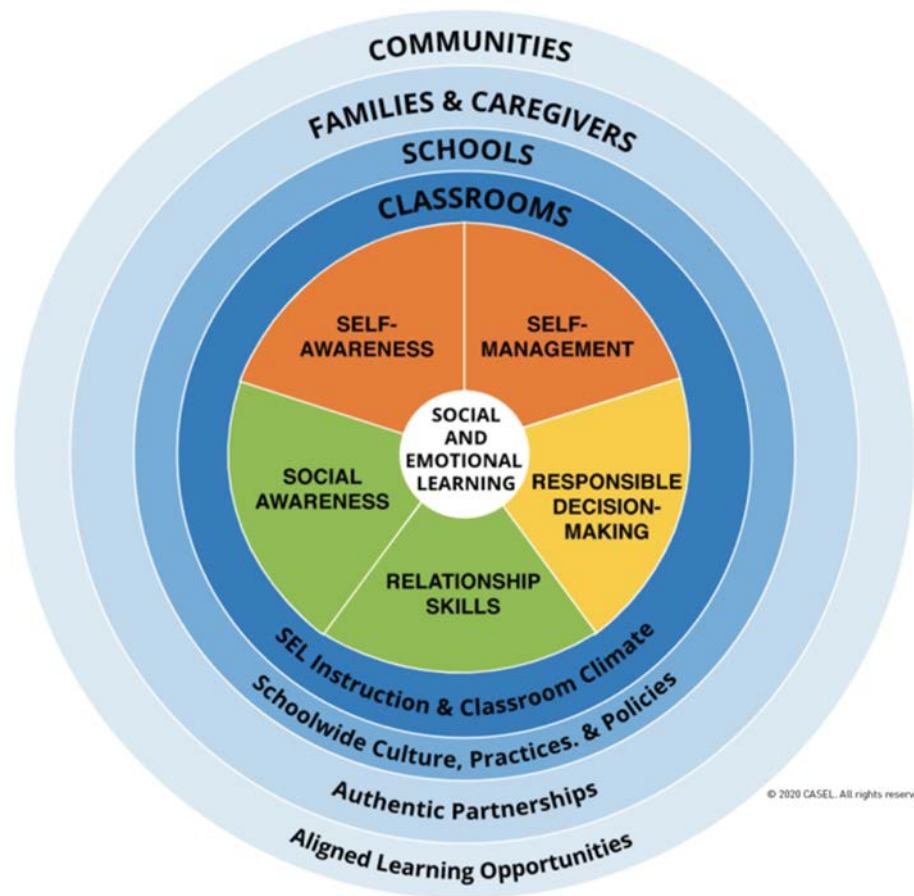 COMMUNITIES
FAMILIES & CAREGIVERS
SCHOOLS
CLASSROOMS
SELF-
AWARENESS
SELF-
MANAGEMENT
SOCIAL
AND
EMOTIONAL
LEARNING
SOCIAL
AWARENESS
RESPONSIBLE
DECISION-
MAKING
RELATIONSHIP
SKILLS
SEL Instruction & Classroom Climate
Schoolwide Culture, Practices. & Policies
Authentic Partnerships
Aligned Learning Opportunities
© 2020 CASEL. All rights reserv